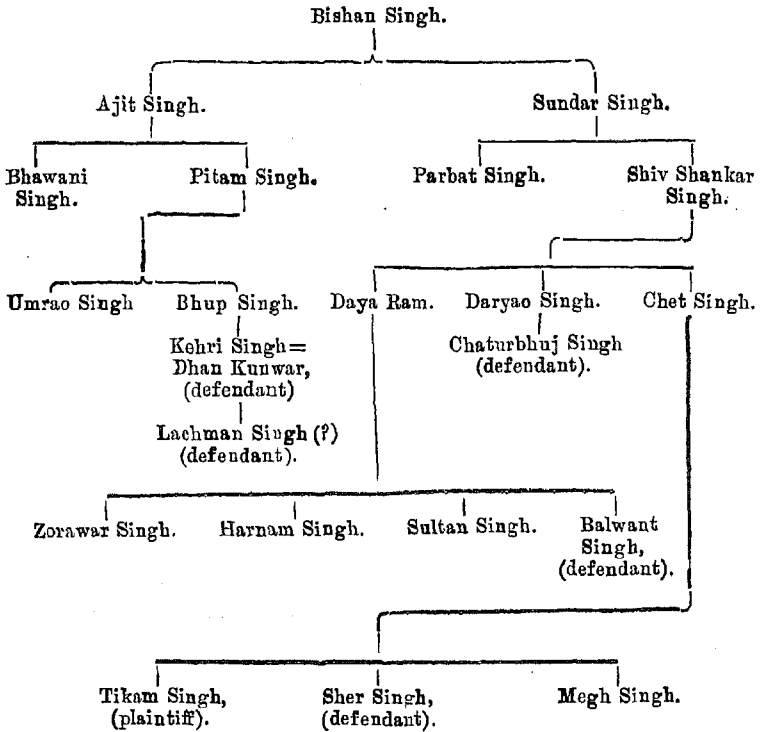 Bishan Singh.
Ajit Singh.
Sundar Singh.
Bhawani
Singh.
Pitam Singh.
Parbat Singh.
Shiv Shankar
Singh.
Umrao Singh
Bhup Singh.
Daya Ram.
Daryao Singh.
Chet Singh.
Kehri Singh=
Dhan Kunwar,
(defendant)
Chaturbhuj Singh
(defendant).
Lachman Singh (?)
(defendant).
Zorawar Singh.
Harnam Singh.
Sultan Singh.
Balwant
Singh,
(defendant).
Tikam Singh,
(plaintiff).
Sher Singh,
(defendant).
Megh Singh.